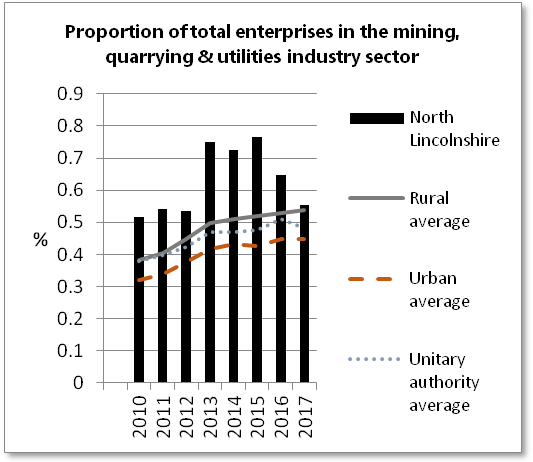 Proportion of total enterprises in the mining,
quarrying & utilities industry sector
0.9
0.8
0.7
0.6
0.5
0.4
0.3
0.2
0.1
0
%
2010
2011
2012
2013
2014
2015
2016
2017
North
Lincolnshire
Rural
average
Urban
average
Unitary
authority
average